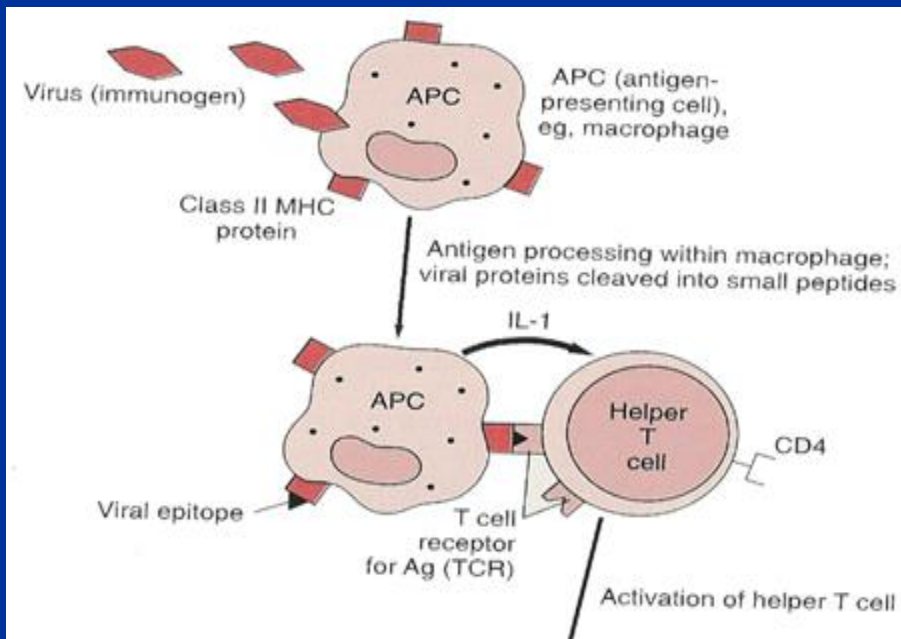 Virus (immunogen)
APC
APC (antigen-
presenting cell),
eg, macrophage
Class II MHC
protein
Antigen processing within macrophage;
viral proteins cleaved into small peptides
IL-1
APC
Helper
T
cell
CD4
Viral epitope
T cell
receptor
for Ag (TCR)
Activation of helper T cell